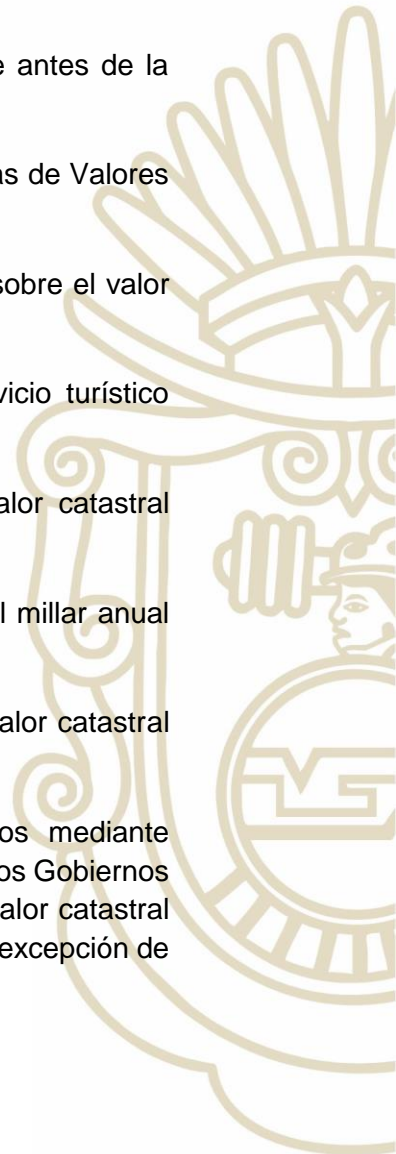 e antes de la
as de Valores
sobre el valor
vicio turístico
alor catastral
l millar anual
alor catastral
os mediante
os Gobiernos
alor catastral
excepción de